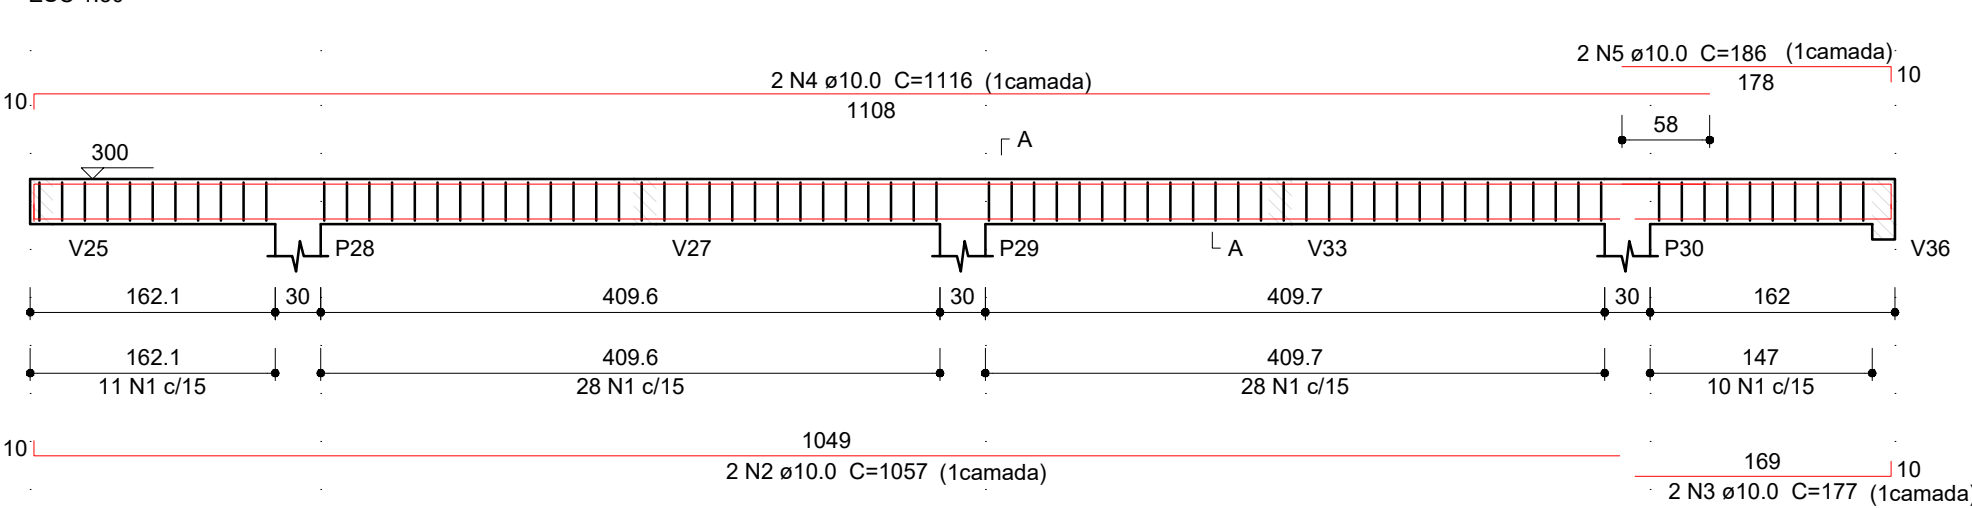 2 N5 ø10.0 C=186 (1camada)
10
178
2 N4 ø10.0 C=1116 (1camada)
10
1108
58
A
300
V25 P28 V27 P29 A V33 P30 V36
162.1 30 409.6 30 409.7 30 162
162.1 409.6 409.7 147
11 N1 c/15 28 N1 c/15 28 N1 c/15 10 N1 c/15
10
1049
2 N2 ø10.0 C=1057 (1camada)
169
10
2 N3 ø10.0 C=177 (1camada)